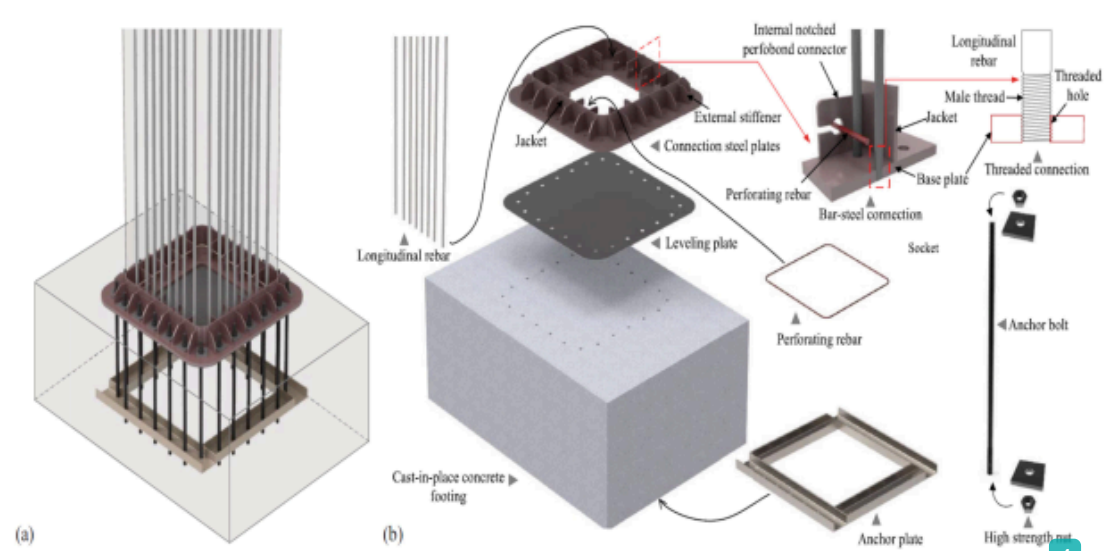 Internal notched
perfobond connector
Longitudinal
rebar
Threaded
hole
Male thread
Jacket
External stiffener
Jacket
Connection steel plates
Perforating rebar
Base plate
Threaded connection
Bar-steel connection
Leveling plate
Longitudinal rebar
Socket
Anchor bolt
Perforating rebar
Cast-in-place concrete
footing
Anchor plate
High strength nut
(a)
(b)